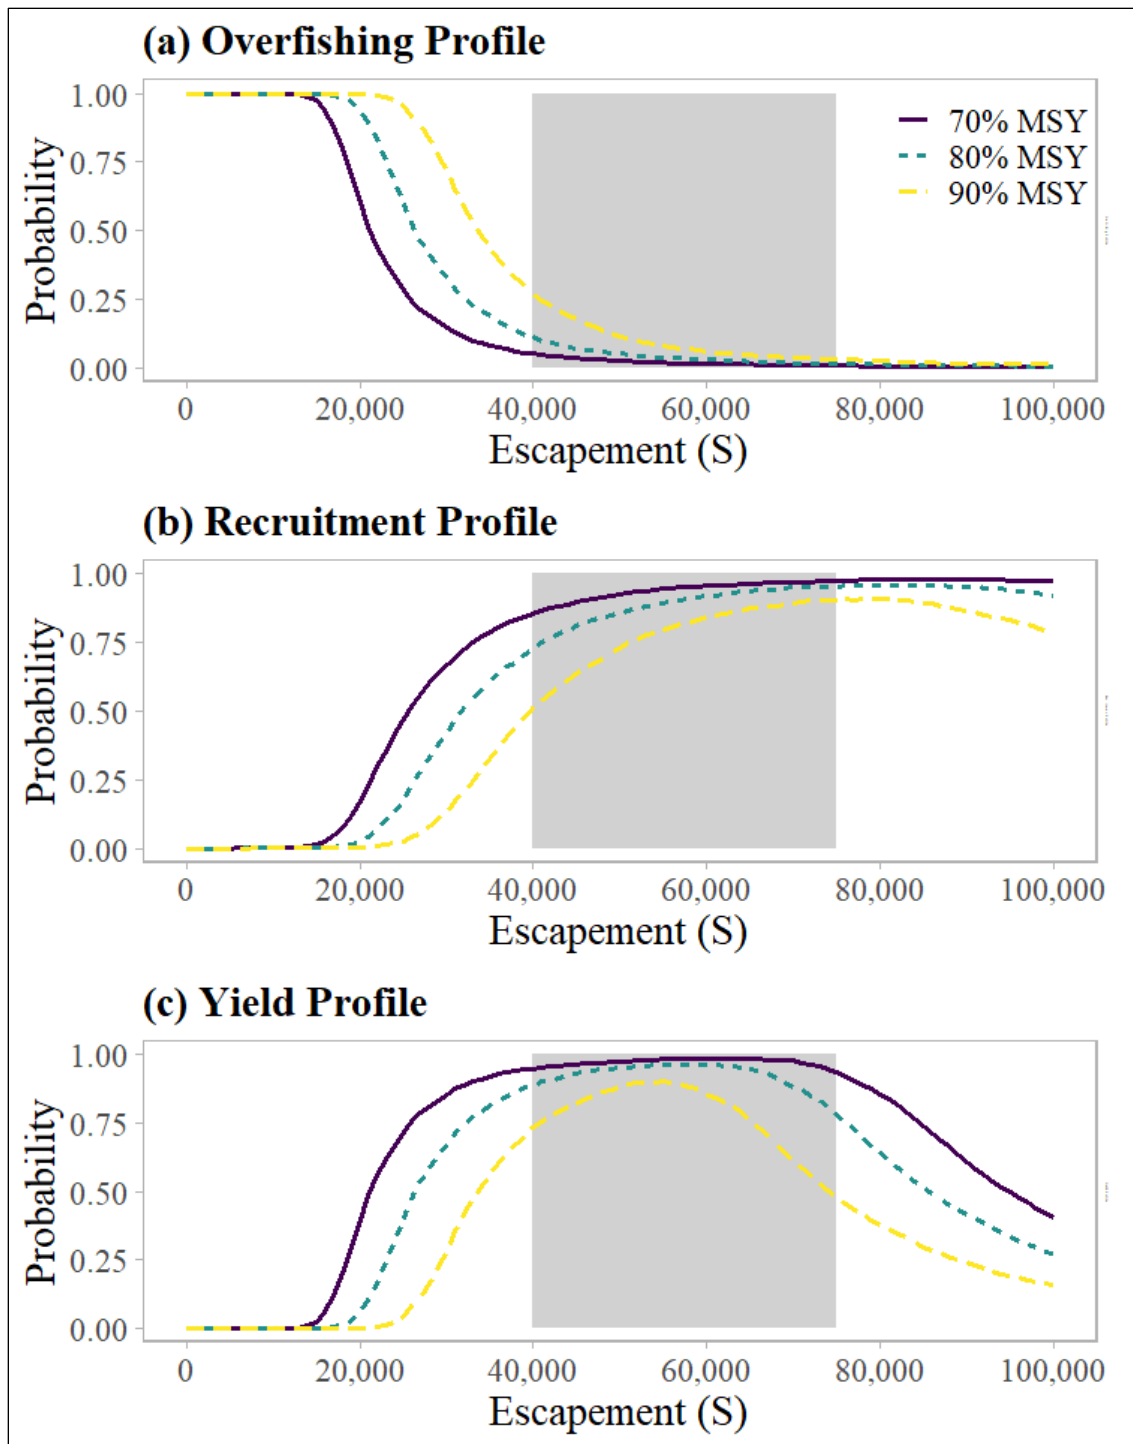 (a) Overfishing Profile
1.00
0.75
0.50
0.25
0.00
Probability
70% MSY
80% MSY
90% MSY
0 20,000 40,000 60,000 80,000 100,000
Escapement (S)
(b) Recruitment Profile
1.00
0.75
0.50
0.25
0.00
Probability
0 20,000 40,000 60,000 80,000 100,000
Escapement (S)
(c) Yield Profile
1.00
0.75
0.50
0.25
0.00
Probability
0 20,000 40,000 60,000 80,000 100,000
Escapement (S)